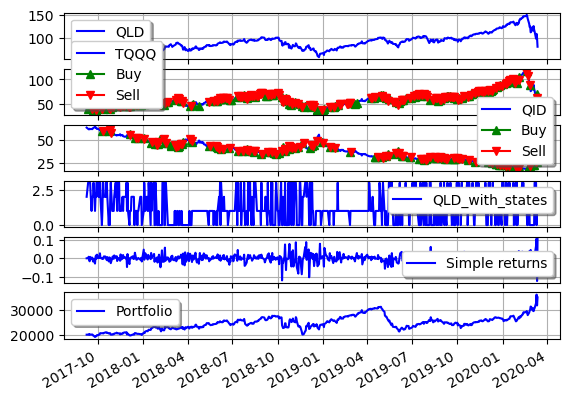 150
100
QLD
TQQQ
Buy
Sell
100
50
QID
Buy
Sell
50
25
2.5
0.0
QLD_with_states
0.1
0.0
−0.1
Simple returns
30000
20000
Portfolio
2017-10
2018-01
2018-04
2018-07
2018-10
2019-01
2019-04
2019-07
2019-10
2020-01
2020-04